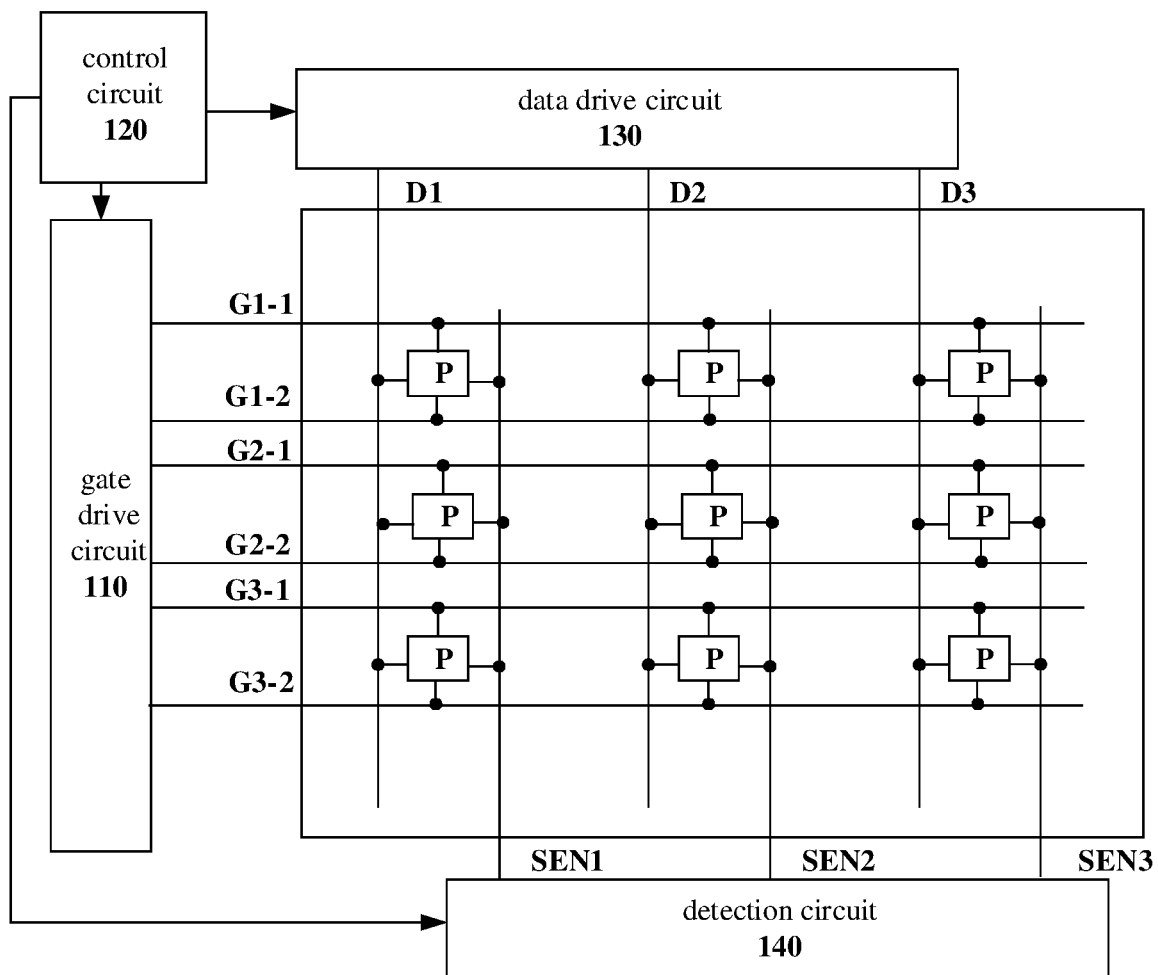 control
circuit
120
data drive circuit
130
D1
D2
D3
G1-1
P
P
P
G1-2
G2-1
gate
drive
circuit
110
P
P
P
G2-2
G3-1
P
P
P
G3-2
SEN1
SEN2
SEN3
detection circuit
140